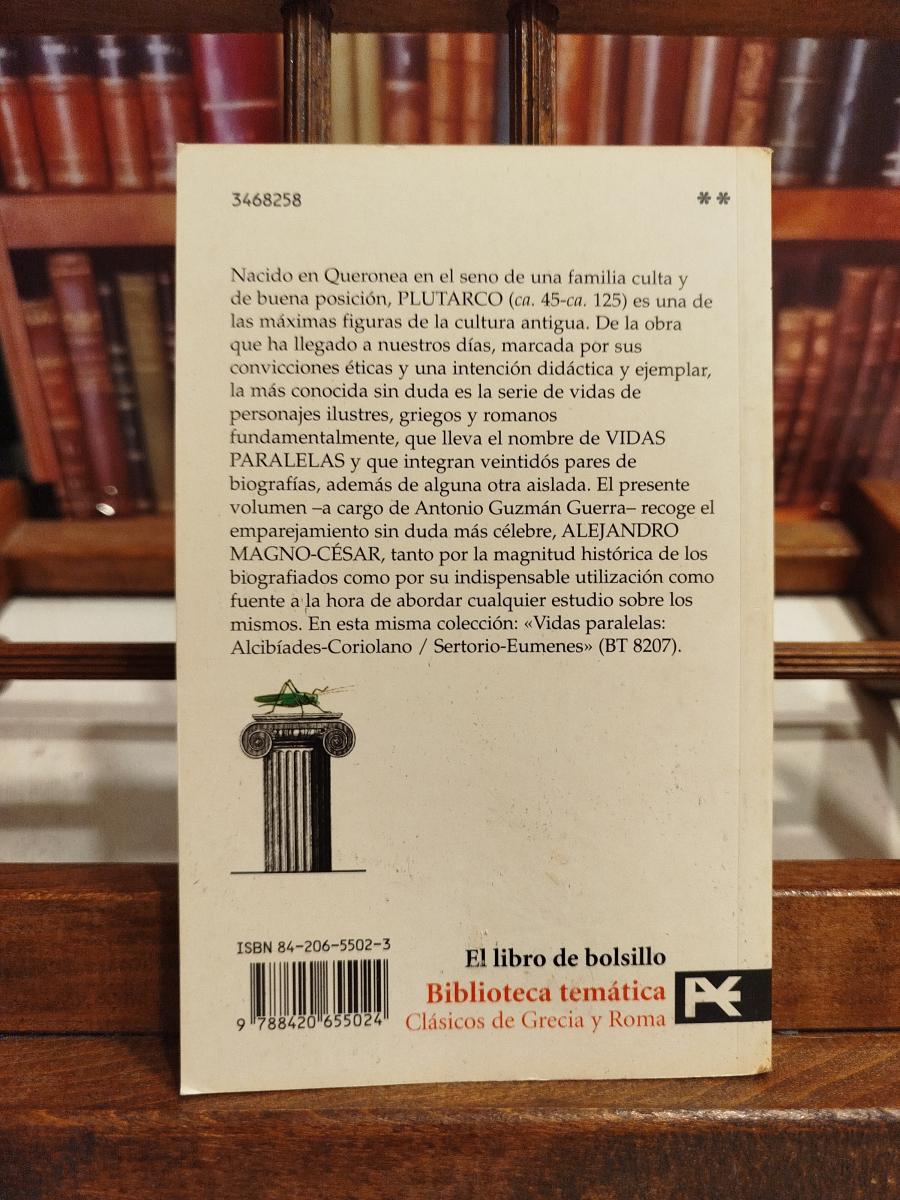 3468258
**
Nacido en Queronea en el seno de una familia culta y
de buena posición, PLUTARCO (ca. 45-ca. 125) es una de
las máximas figuras de la cultura antigua. De la obra
que ha llegado a nuestros días, marcada por sus
convicciones éticas y una intención didáctica y ejemplar,
la más conocida sin duda es la serie de vidas de
personajes ilustres, griegos y romanos
fundamentalmente, que lleva el nombre de VIDAS
PARALELAS y que integran veintidós pares de
biografías, además de alguna otra aislada. El presente
volumen –a cargo de Antonio Guzmán Guerra– recoge el
emparejamiento sin duda más célebre, ALEJANDRO
MAGNO-CÉSAR, tanto por la magnitud histórica de los
biografiados como por su indispensable utilización como
fuente a la hora de abordar cualquier estudio sobre los
mismos. En esta misma colección: «Vidas paralelas:
Alcibíades-Coriolano / Sertorio-Eumenes» (BT 8207).
ISBN 84-206-5502-3
9 788420 655024
El libro de bolsillo
Biblioteca temática
Clásicos de Grecia y Roma